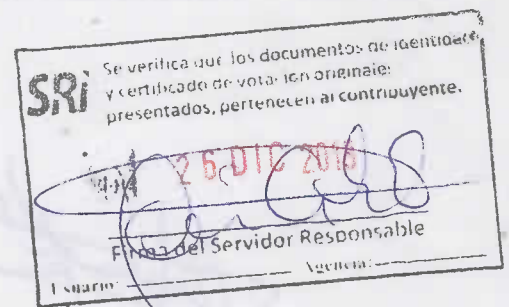 SRi
Se verifica que los documentos de identidad
y certificado de votación originales
presentados, pertenecen al contribuyente.
26 DIC 2016
Firma del Servidor Responsable
Usuario: Agencia: